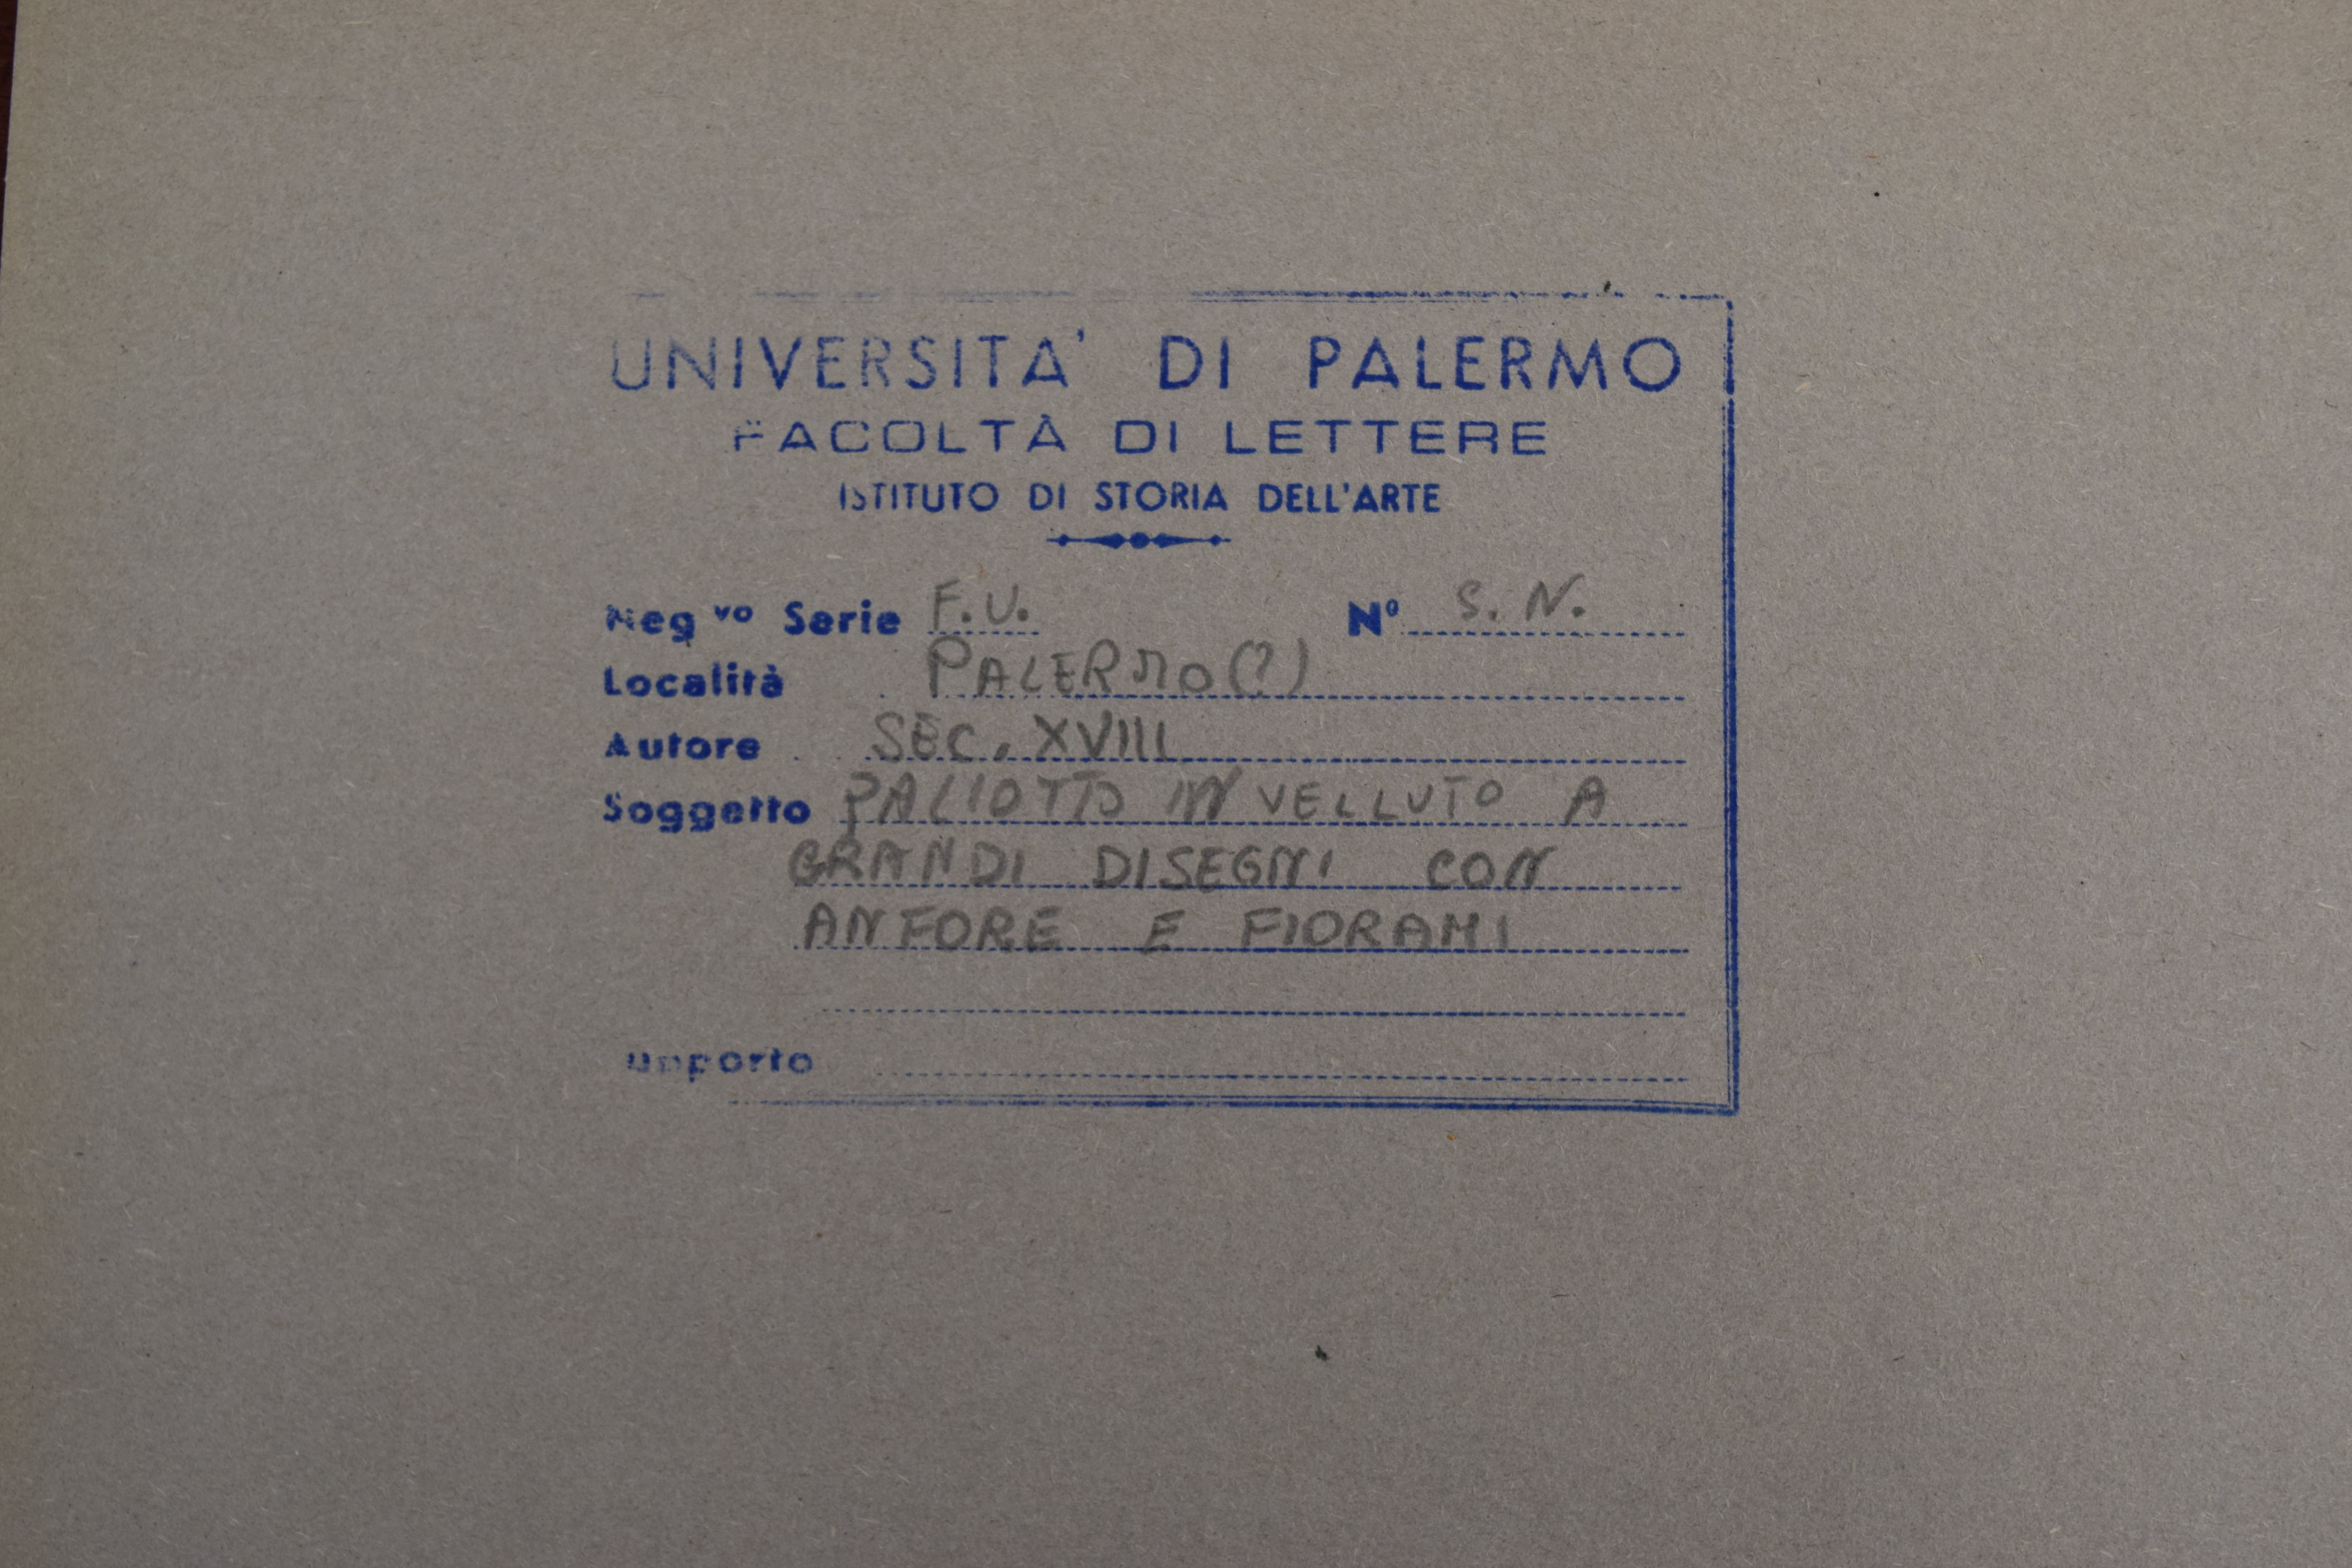 UNIVERSITA' DI PALERMO
FACOLTÀ DI LETTERE
ISTITUTO DI STORIA DELL'ARTE
Neg vo Serie F.U. N° S.N.
Località PALERMO(?)
Autore SEC. XVIII
Soggetto PALIOTTO IN VELLUTO A
GRANDI DISEGNI CON
ANFORE E FIORAMI
upporto